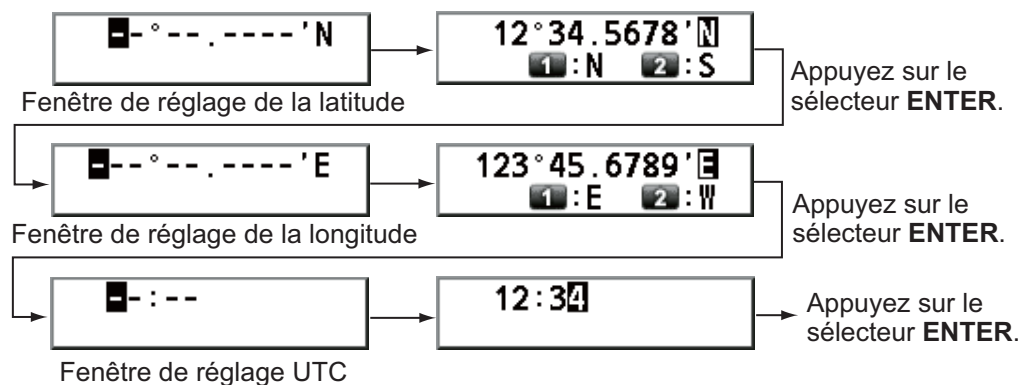 --°--.----'N
12°34.5678'N
1:N 2:S
Appuyez sur le
sélecteur ENTER.
Fenêtre de réglage de la latitude
---°--.----'E
123°45.6789'E
1:E 2:W
Appuyez sur le
sélecteur ENTER.
Fenêtre de réglage de la longitude
--:--
12:34
Appuyez sur le
sélecteur ENTER.
Fenêtre de réglage UTC